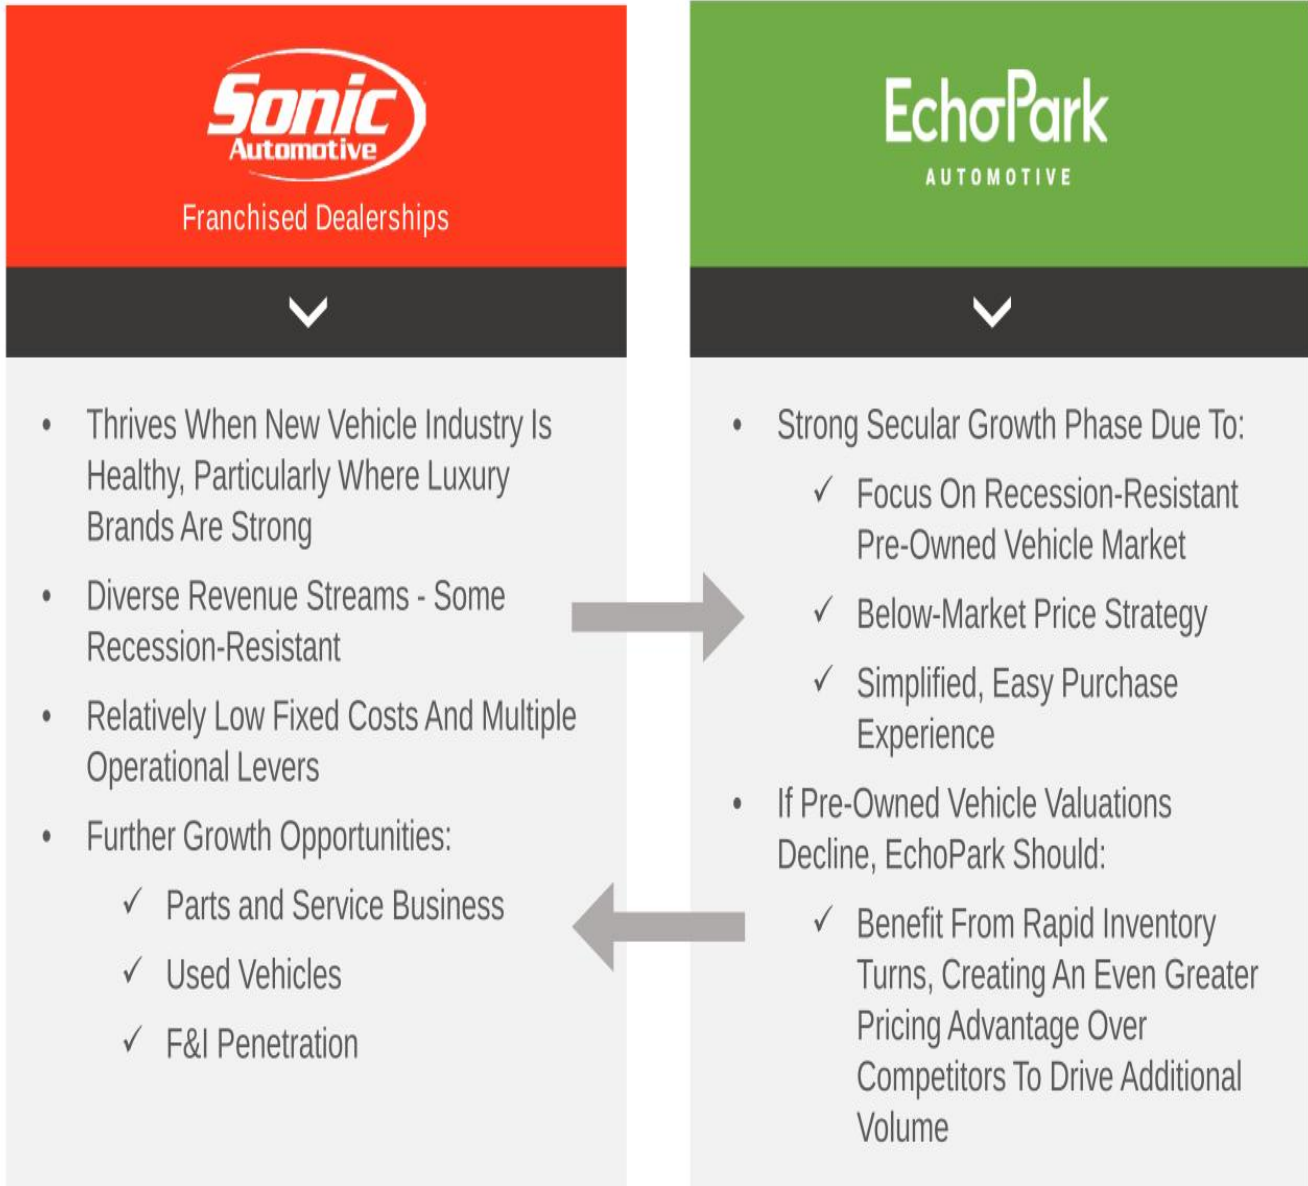 Sonic
Automotive
Franchised Dealerships
• Thrives When New Vehicle Industry Is
Healthy, Particularly Where Luxury
Brands Are Strong
• Diverse Revenue Streams - Some
Recession-Resistant
• Relatively Low Fixed Costs And Multiple
Operational Levers
• Further Growth Opportunities:
✓ Parts and Service Business
✓ Used Vehicles
✓ F&I Penetration
EchoPark
AUTOMOTIVE
• Strong Secular Growth Phase Due To:
✓ Focus On Recession-Resistant
Pre-Owned Vehicle Market
✓ Below-Market Price Strategy
✓ Simplified, Easy Purchase
Experience
• If Pre-Owned Vehicle Valuations
Decline, EchoPark Should:
✓ Benefit From Rapid Inventory
Turns, Creating An Even Greater
Pricing Advantage Over
Competitors To Drive Additional
Volume